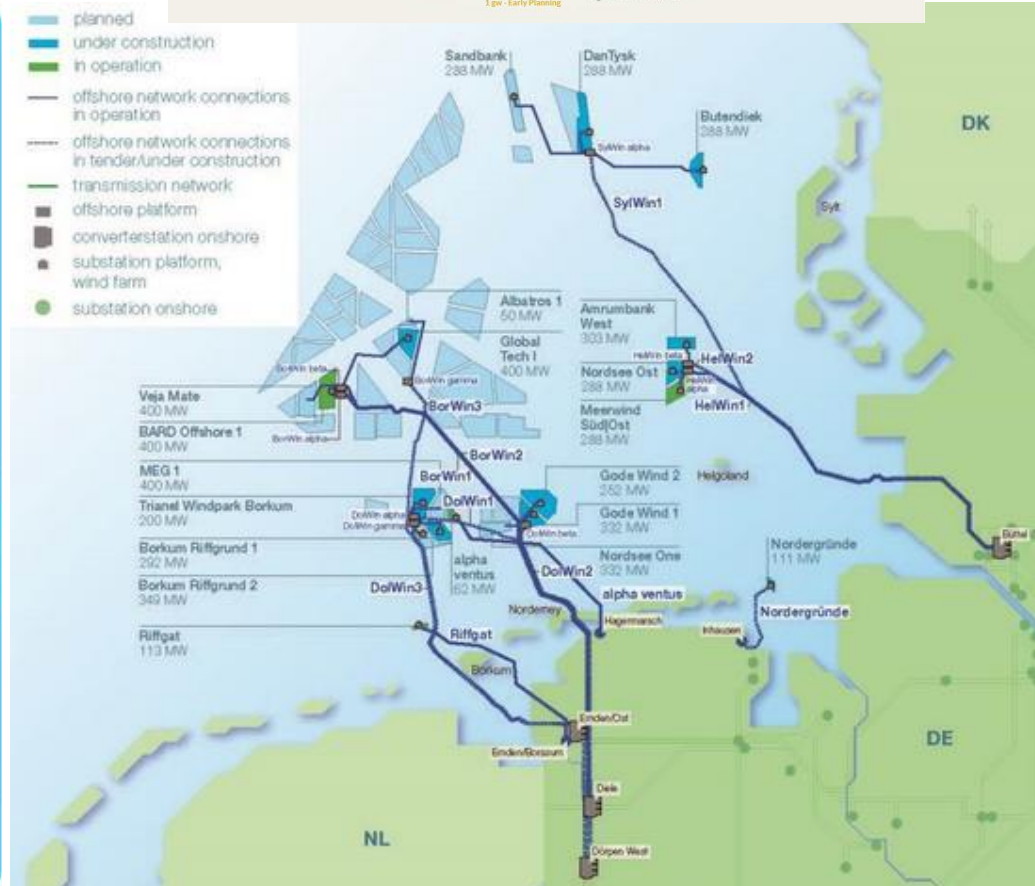 1 gw - Early Planning
planned
under construction
in operation
offshore network connections
in operation
offshore network connections
in tender/under construction
transmission network
offshore platform
converterstation onshore
substation platform,
wind farm
substation onshore
Sandbank
288 MW
DanTysk
288 MW
Butendiek
288 MW
DK
SylWin alpha
SylWin1
Sylt
Albatros 1
50 MW
Global
Tech I
400 MW
Amrumbank
West
303 MW
HelWin beta
HelWin2
Nordsee Ost
288 MW
HelWin
alpha
HelWin1
Meerwind
Süd|Ost
288 MW
BorWin beta
BorWin gamma
Veja Mate
400 MW
BorWin3
BARD Offshore 1
400 MW
BorWin alpha
BorWin2
MEG 1
400 MW
BorWin1
DolWin1
Gode Wind 2
252 MW
Helgoland
Trianel Windpark Borkum
200 MW
DolWin alpha
DolWin gamma
Gode Wind 1
332 MW
DolWin beta
Borkum Riffgrund 1
292 MW
Nordsee One
332 MW
Nordergründe
111 MW
Büttel
alpha
ventus
62 MW
Borkum Riffgrund 2
349 MW
DolWin3
DolWin2
alpha ventus
Norderney
Hagermarsch
Nordergründe
Inhausen
Riffgat
113 MW
Riffgat
Borkum
Emden/Ost
Emden/Borssum
DE
Diele
NL
Dörpen West